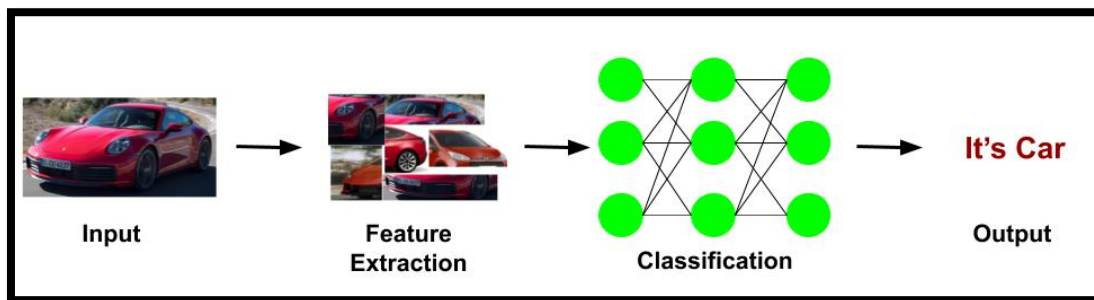 It's Car
Input
Feature
Extraction
Classification
Output